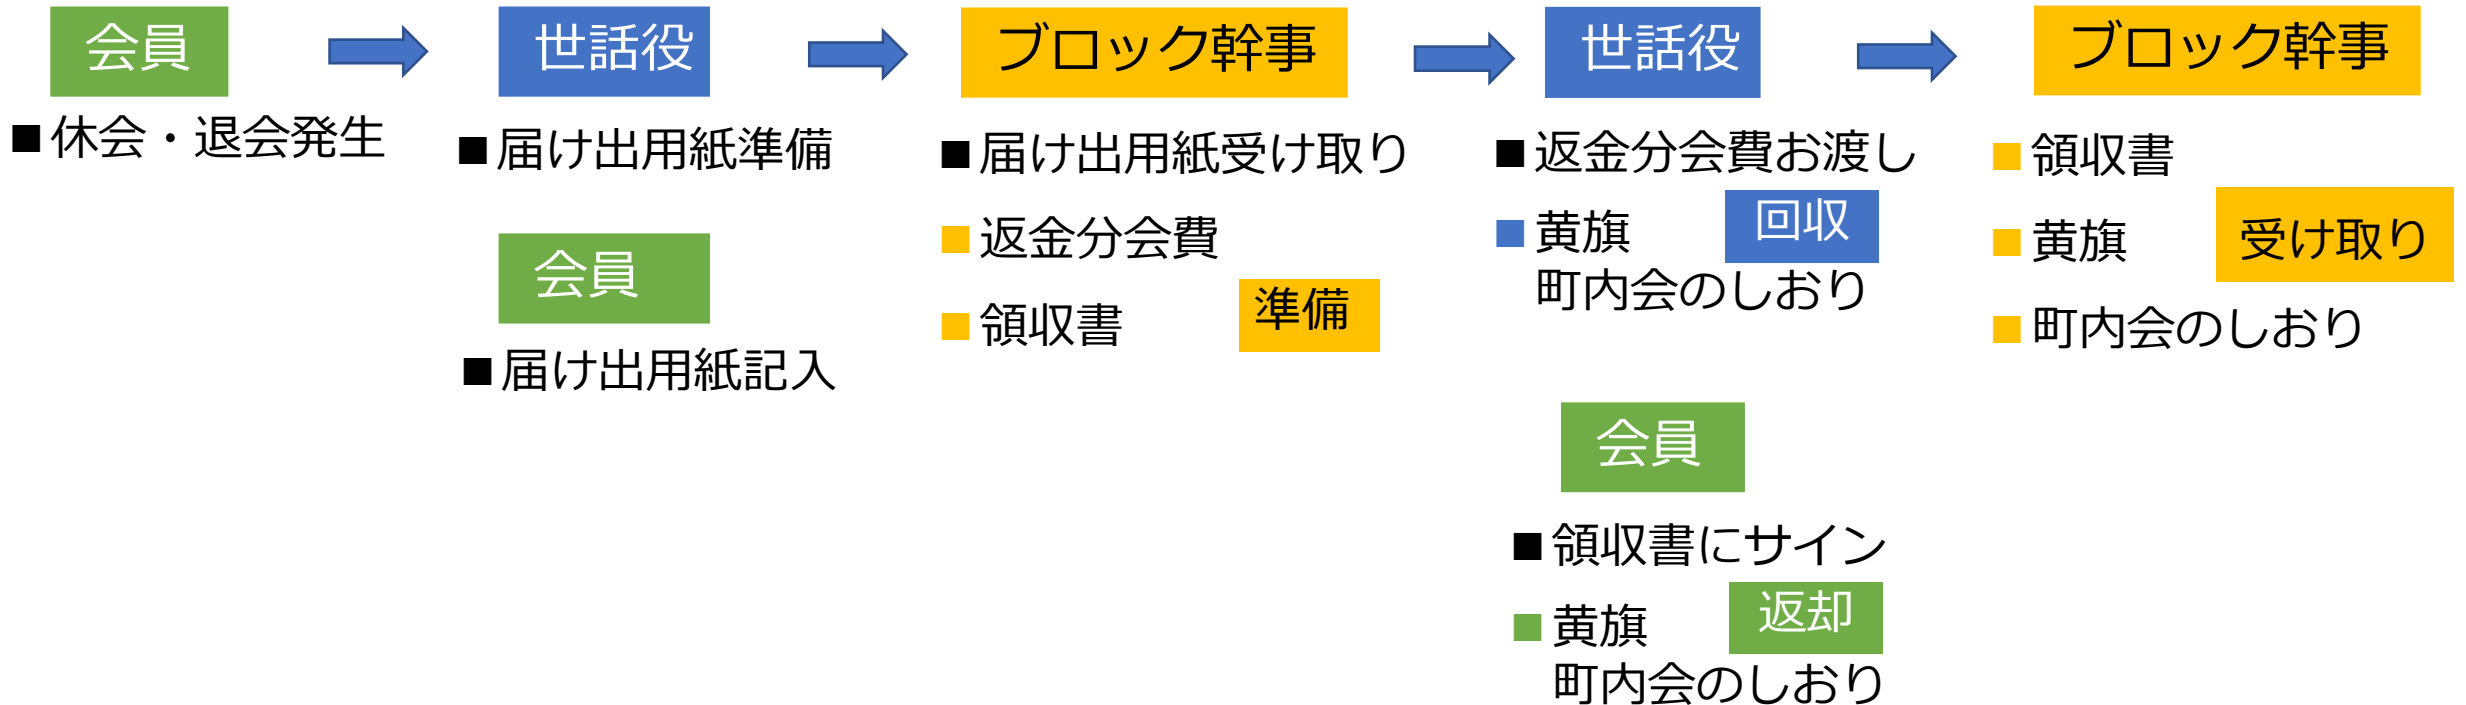 会員
■休会・退会発生
世話役
■届け出用紙準備
会員
■届け出用紙記入
ブロック幹事
■届け出用紙受け取り
■返金分会費
■領収書
準備
世話役
■返金分会費お渡し
■黄旗
町内会のしおり
回収
会員
■領収書にサイン
■黄旗
町内会のしおり
返却
ブロック幹事
■領収書
■黄旗
■町内会のしおり
受け取り